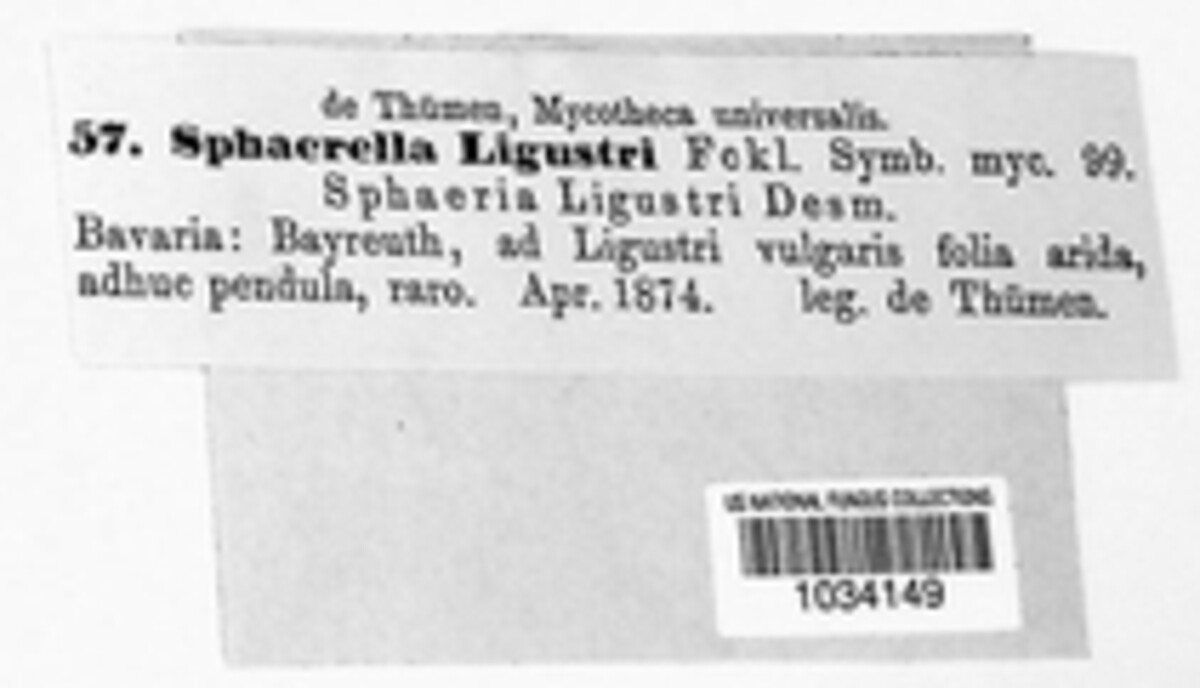 de Thümen, Mycotheca universalis.
57. Sphaerella Ligustri Fckl. Symb. myc. 99.
Sphaeria Ligustri Desm.
Bavaria: Bayreuth, ad Ligustri vulgaris folia arida,
adhuc pendula, raro. Apr. 1874. leg. de Thümen.
US NATIONAL FUNGUS COLLECTIONS
1034149